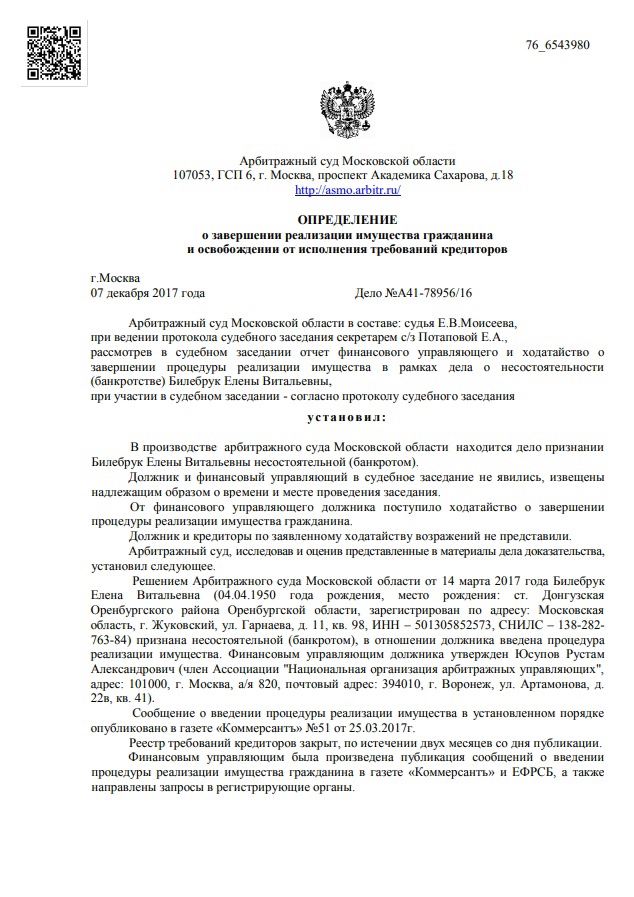 76_6543980
Арбитражный суд Московской области
107053, ГСП 6, г. Москва, проспект Академика Сахарова, д.18
http://asmo.arbitr.ru/
ОПРЕДЕЛЕНИЕ
о завершении реализации имущества гражданина
и освобождении от исполнения требований кредиторов
г.Москва
07 декабря 2017 года Дело №А41-78956/16
Арбитражный суд Московской области в составе: судья Е.В.Моисеева,
при ведении протокола судебного заседания секретарем с/з Потаповой Е.А.,
рассмотрев в судебном заседании отчет финансового управляющего и ходатайство о
завершении процедуры реализации имущества в рамках дела о несостоятельности
(банкротстве) Билебрук Елены Витальевны,
при участии в судебном заседании - согласно протоколу судебного заседания
установил:
В производстве арбитражного суда Московской области находится дело признании
Билебрук Елены Витальевны несостоятельной (банкротом).
Должник и финансовый управляющий в судебное заседание не явились, извещены
надлежащим образом о времени и месте проведения заседания.
От финансового управляющего должника поступило ходатайство о завершении
процедуры реализации имущества гражданина.
Должник и кредиторы по заявленному ходатайству возражений не представили.
Арбитражный суд, исследовав и оценив представленные в материалы дела доказательства,
установил следующее.
Решением Арбитражного суда Московской области от 14 марта 2017 года Билебрук
Елена Витальевна (04.04.1950 года рождения, место рождения: ст. Донгузская
Оренбургского района Оренбургской области, зарегистрирован по адресу: Московская
область, г. Жуковский, ул. Гарнаева, д. 11, кв. 98, ИНН – 501305852573, СНИЛС – 138-282-
763-84) признана несостоятельной (банкротом), в отношении должника введена процедура
реализации имущества. Финансовым управляющим должника утвержден Юсупов Рустам
Александрович (член Ассоциации "Национальная организация арбитражных управляющих",
адрес: 101000, г. Москва, а/я 820, почтовый адрес: 394010, г. Воронеж, ул. Артамонова, д.
22в, кв. 41).
Сообщение о введении процедуры реализации имущества в установленном порядке
опубликовано в газете «Коммерсантъ» №51 от 25.03.2017г.
Реестр требований кредиторов закрыт, по истечении двух месяцев со дня публикации.
Финансовым управляющим была произведена публикация сообщений о введении
процедуры реализации имущества гражданина в газете «Коммерсантъ» и ЕФРСБ, а также
направлены запросы в регистрирующие органы.